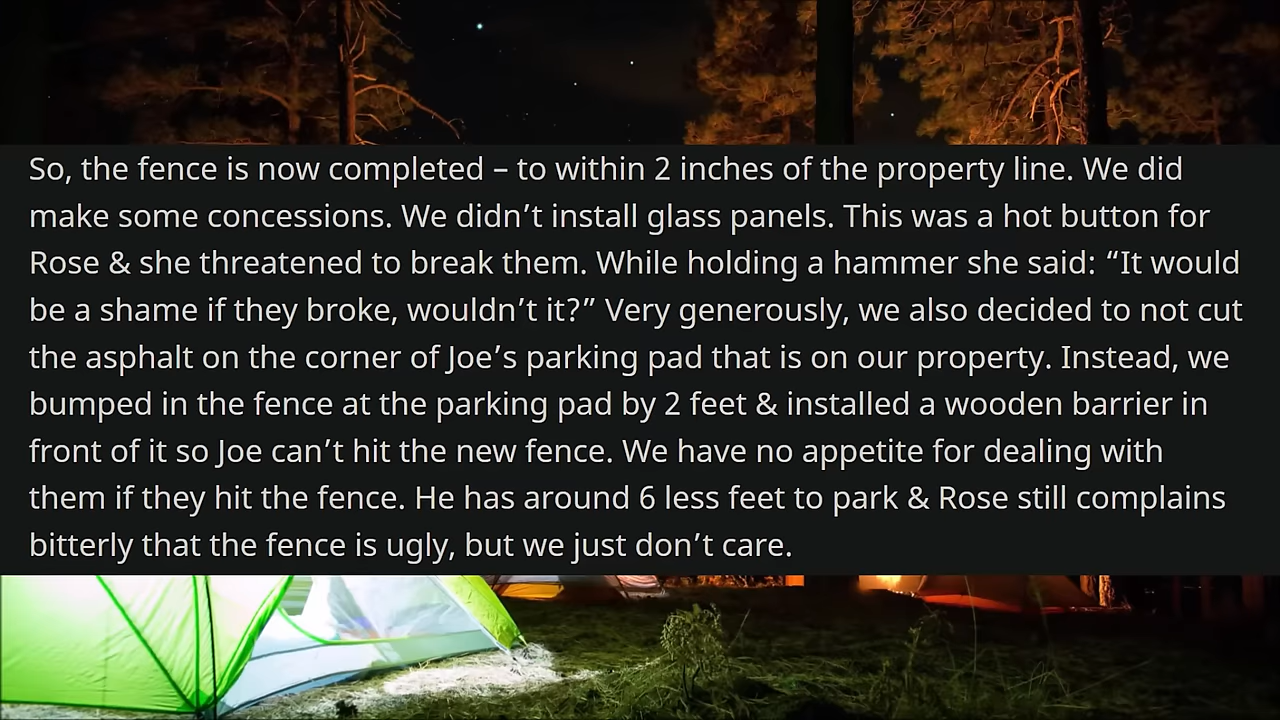 So, the fence is now completed – to within 2 inches of the property line. We did
make some concessions. We didn’t install glass panels. This was a hot button for
Rose & she threatened to break them. While holding a hammer she said: “It would
be a shame if they broke, wouldn’t it?” Very generously, we also decided to not cut
the asphalt on the corner of Joe’s parking pad that is on our property. Instead, we
bumped in the fence at the parking pad by 2 feet & installed a wooden barrier in
front of it so Joe can’t hit the new fence. We have no appetite for dealing with
them if they hit the fence. He has around 6 less feet to park & Rose still complains
bitterly that the fence is ugly, but we just don’t care.